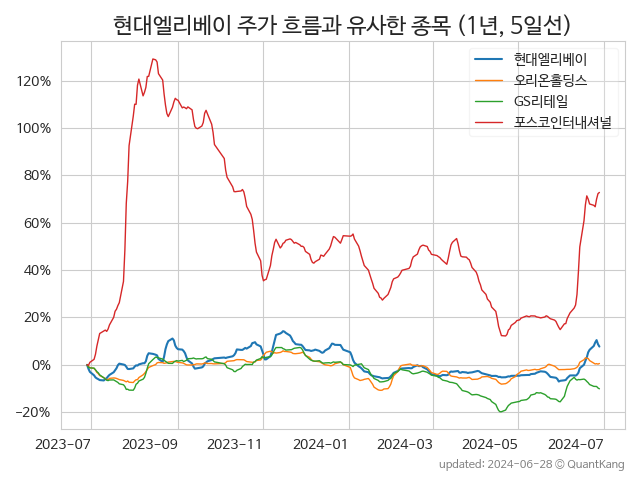 현대엘리베이 주가 흐름과 유사한 종목 (1년, 5일선)
현대엘리베이
오리온홀딩스
GS리테일
포스코인터내셔널
120%
100%
80%
60%
40%
20%
0%
−20%
2023-07 2023-09 2023-11 2024-01 2024-03 2024-05 2024-07
updated: 2024-06-28 © QuantKang